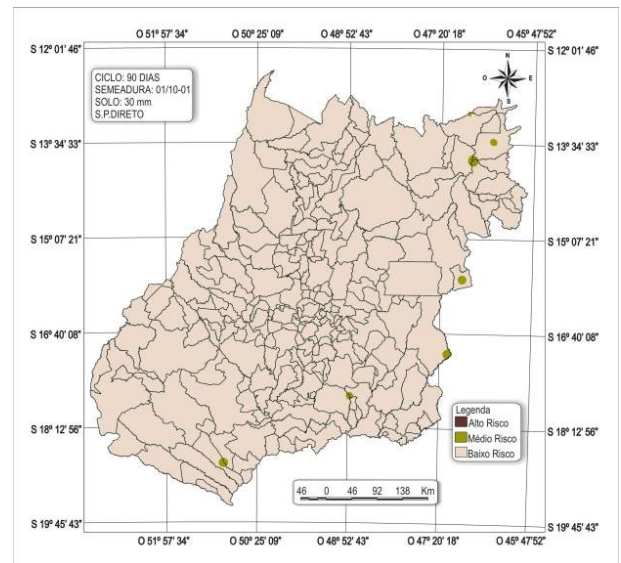 O 51º 57' 34" O 50º 25' 09" O 48º 52' 43" O 47º 20' 18" O 45º 47' 52"
S 12º 01' 46" S 12º 01' 46"
CICLO: 90 DIAS
SEMEADURA: 01/10-01
SOLO: 30 mm
S.P.DIRETO
N
O E
S
S 13º 34' 33" S 13º 34' 33"
S 15º 07' 21" S 15º 07' 21"
S 16º 40' 08" S 16º 40' 08"
Legenda
Alto Risco
Médio Risco
Baixo Risco
S 18º 12' 56" S 18º 12' 56"
46 0 46 92 138 Km
S 19º 45' 43" S 19º 45' 43"
O 51º 57' 34" O 50º 25' 09" O 48º 52' 43" O 47º 20' 18" O 45º 47' 52"